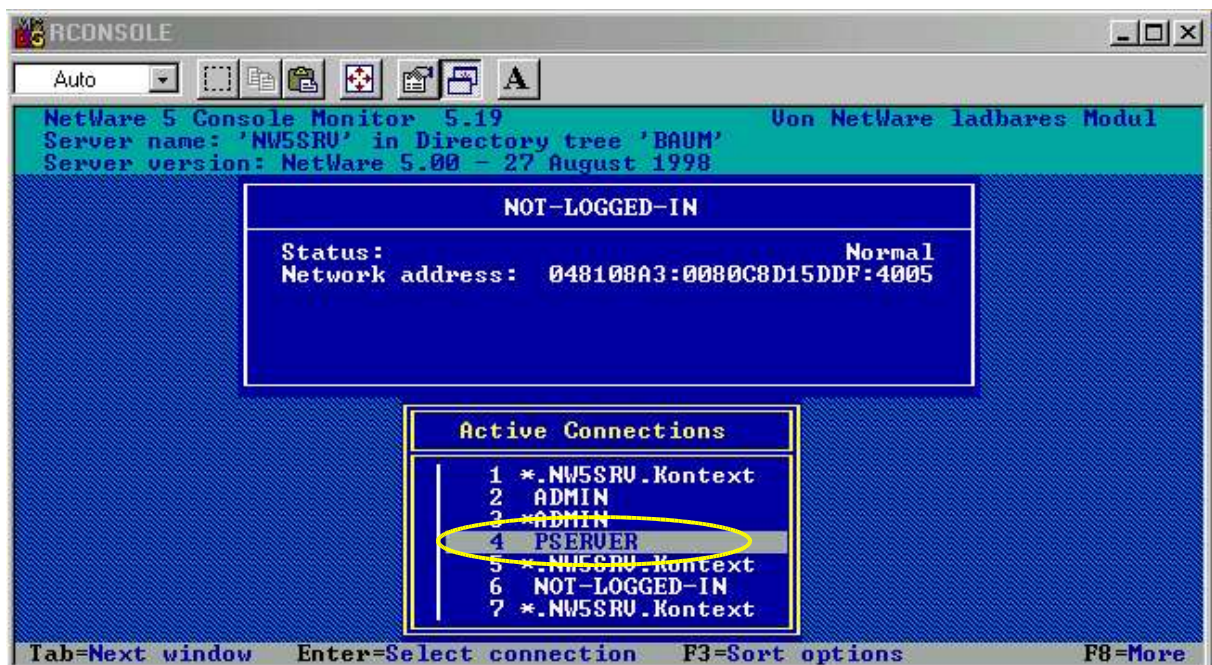 RCONSOLE
Auto A
NetWare 5 Console Monitor 5.19 Von NetWare ladbares Modul
Server name: 'NW5SRV' in Directory tree 'BAUM'
Server version: NetWare 5.00 - 27 August 1998
NOT-LOGGED-IN
Status: Normal
Network address: 048108A3:0080C8D15DDF:4005
Active Connections
1 *.NW5SRV.Kontext
2 ADMIN
3 *ADMIN
4 PSERVER
5 *.NW5SRV.Kontext
6 NOT-LOGGED-IN
7 *.NW5SRV.Kontext
Tab=Next window Enter=Select connection F3=Sort options F8=More